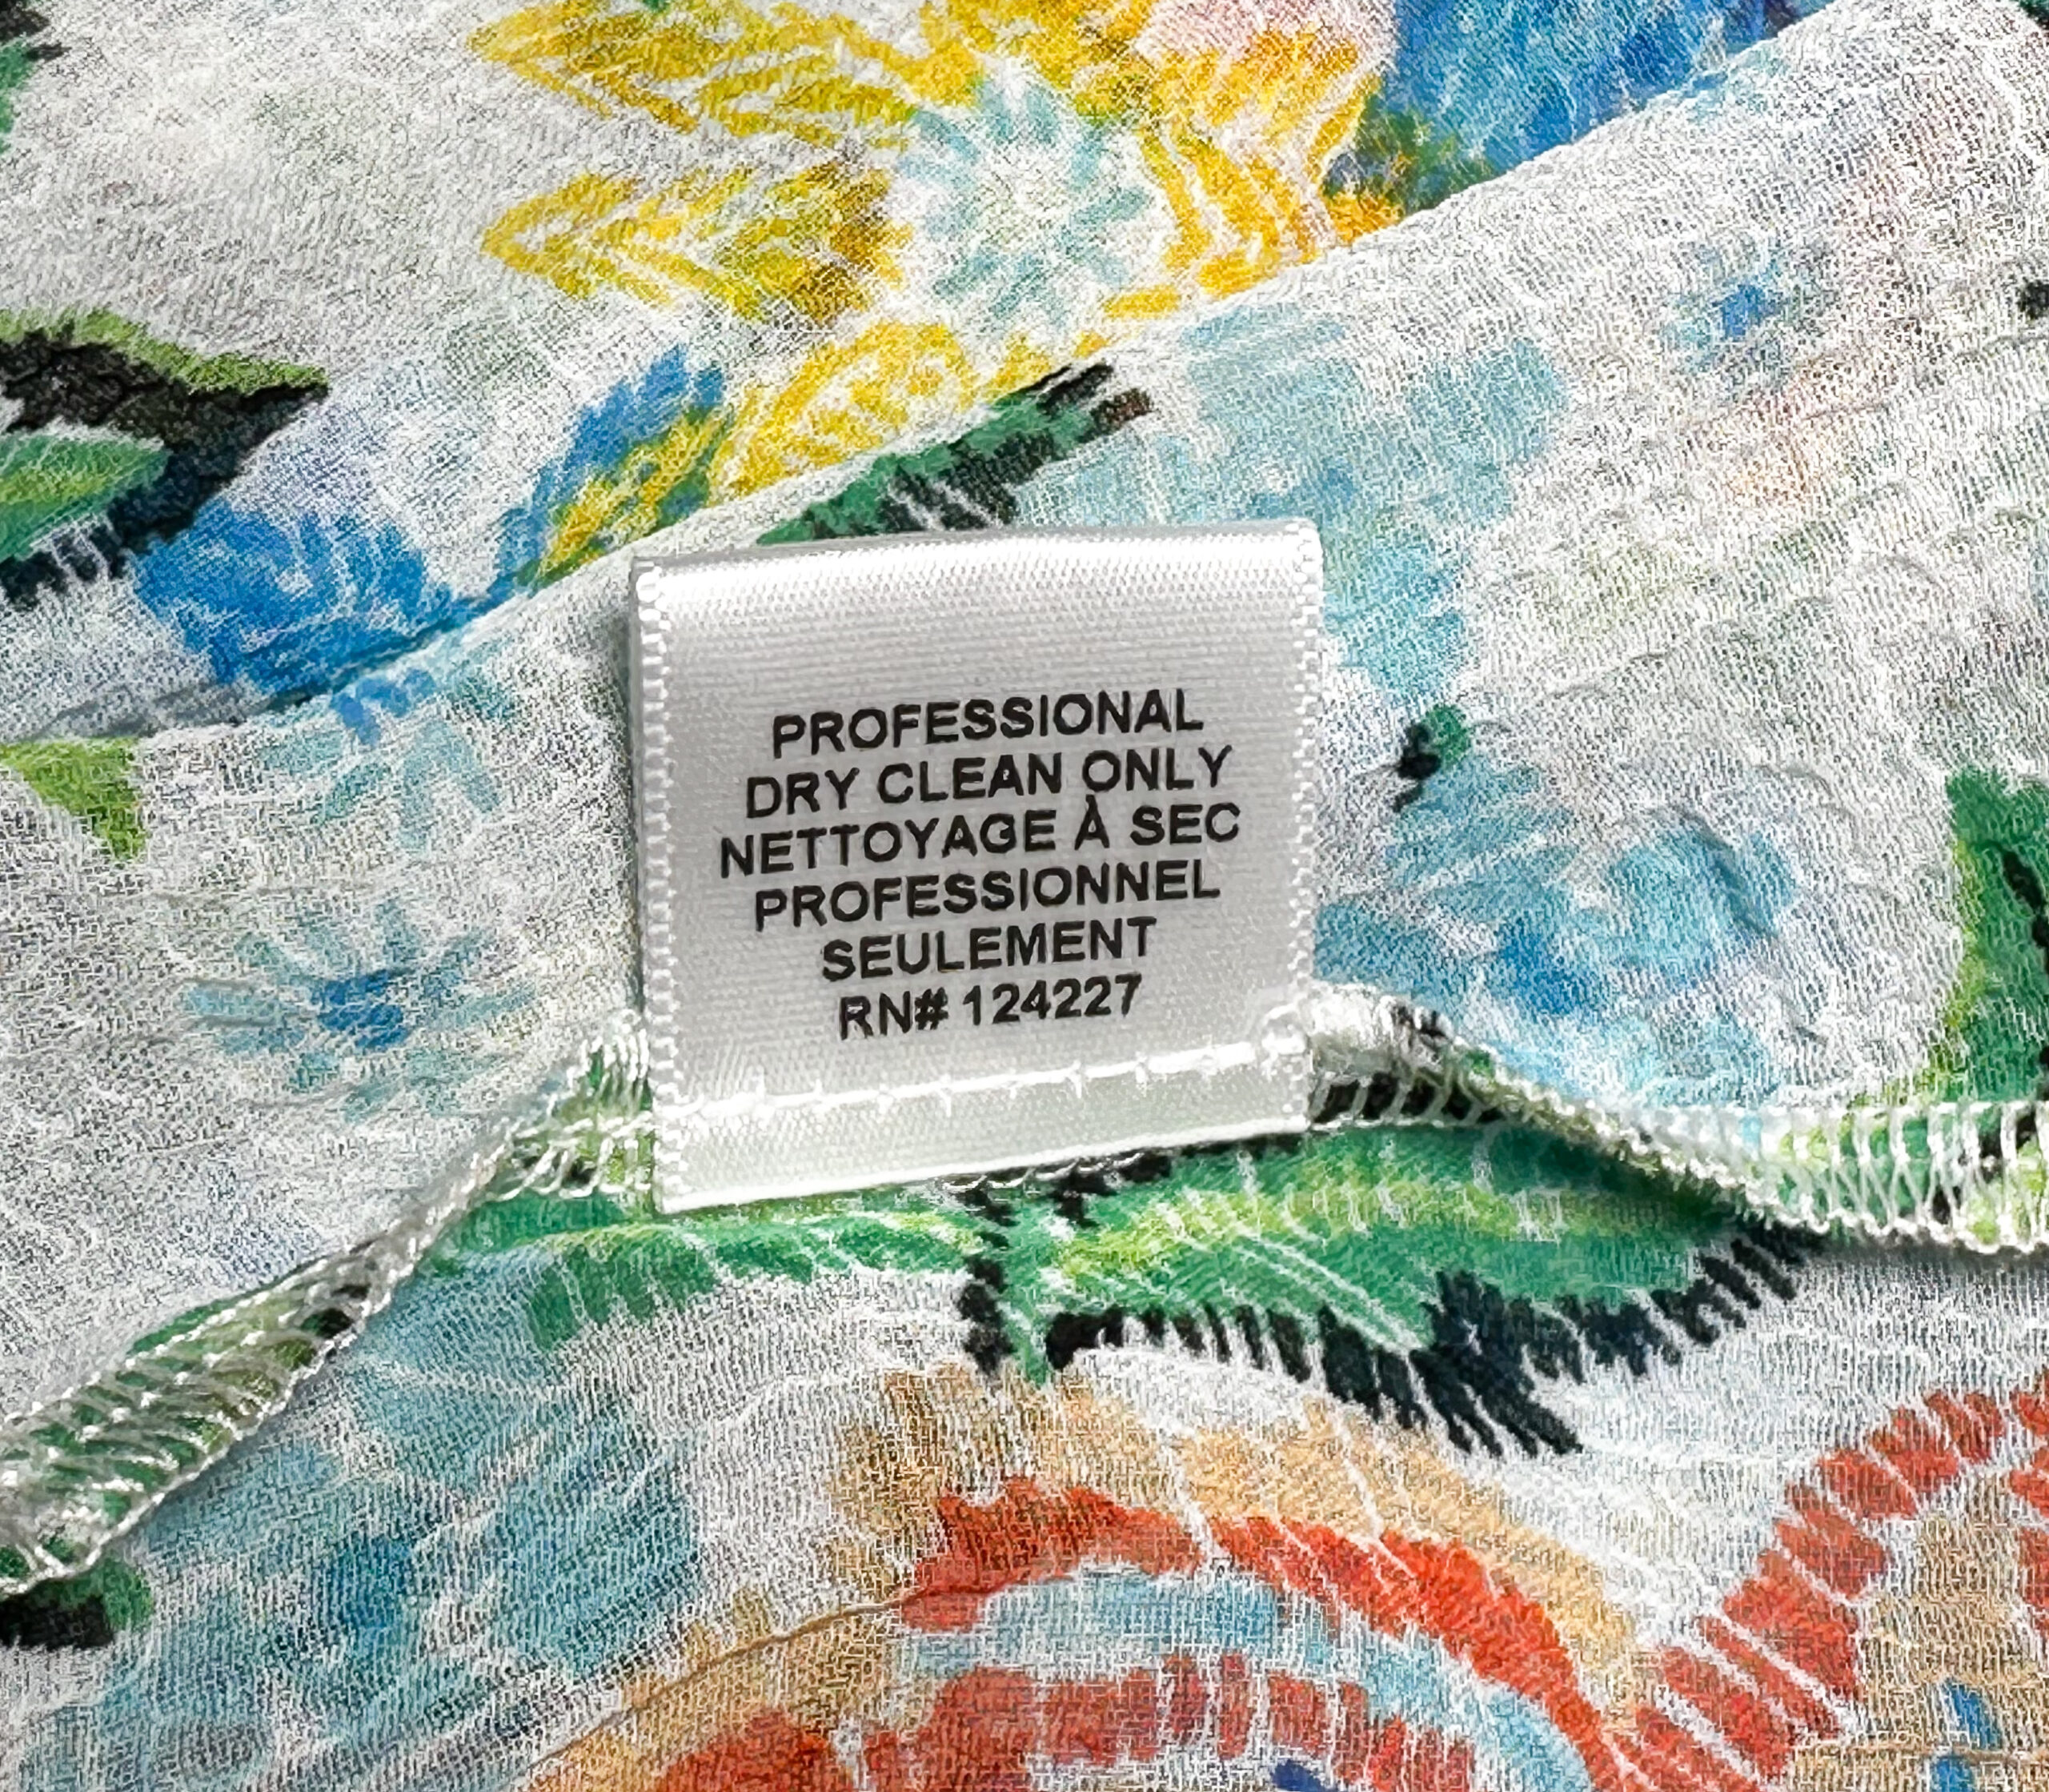 PROFESSIONAL
DRY CLEAN ONLY
NETTOYAGE À SEC
PROFESSIONNEL
SEULEMENT
RN# 124227